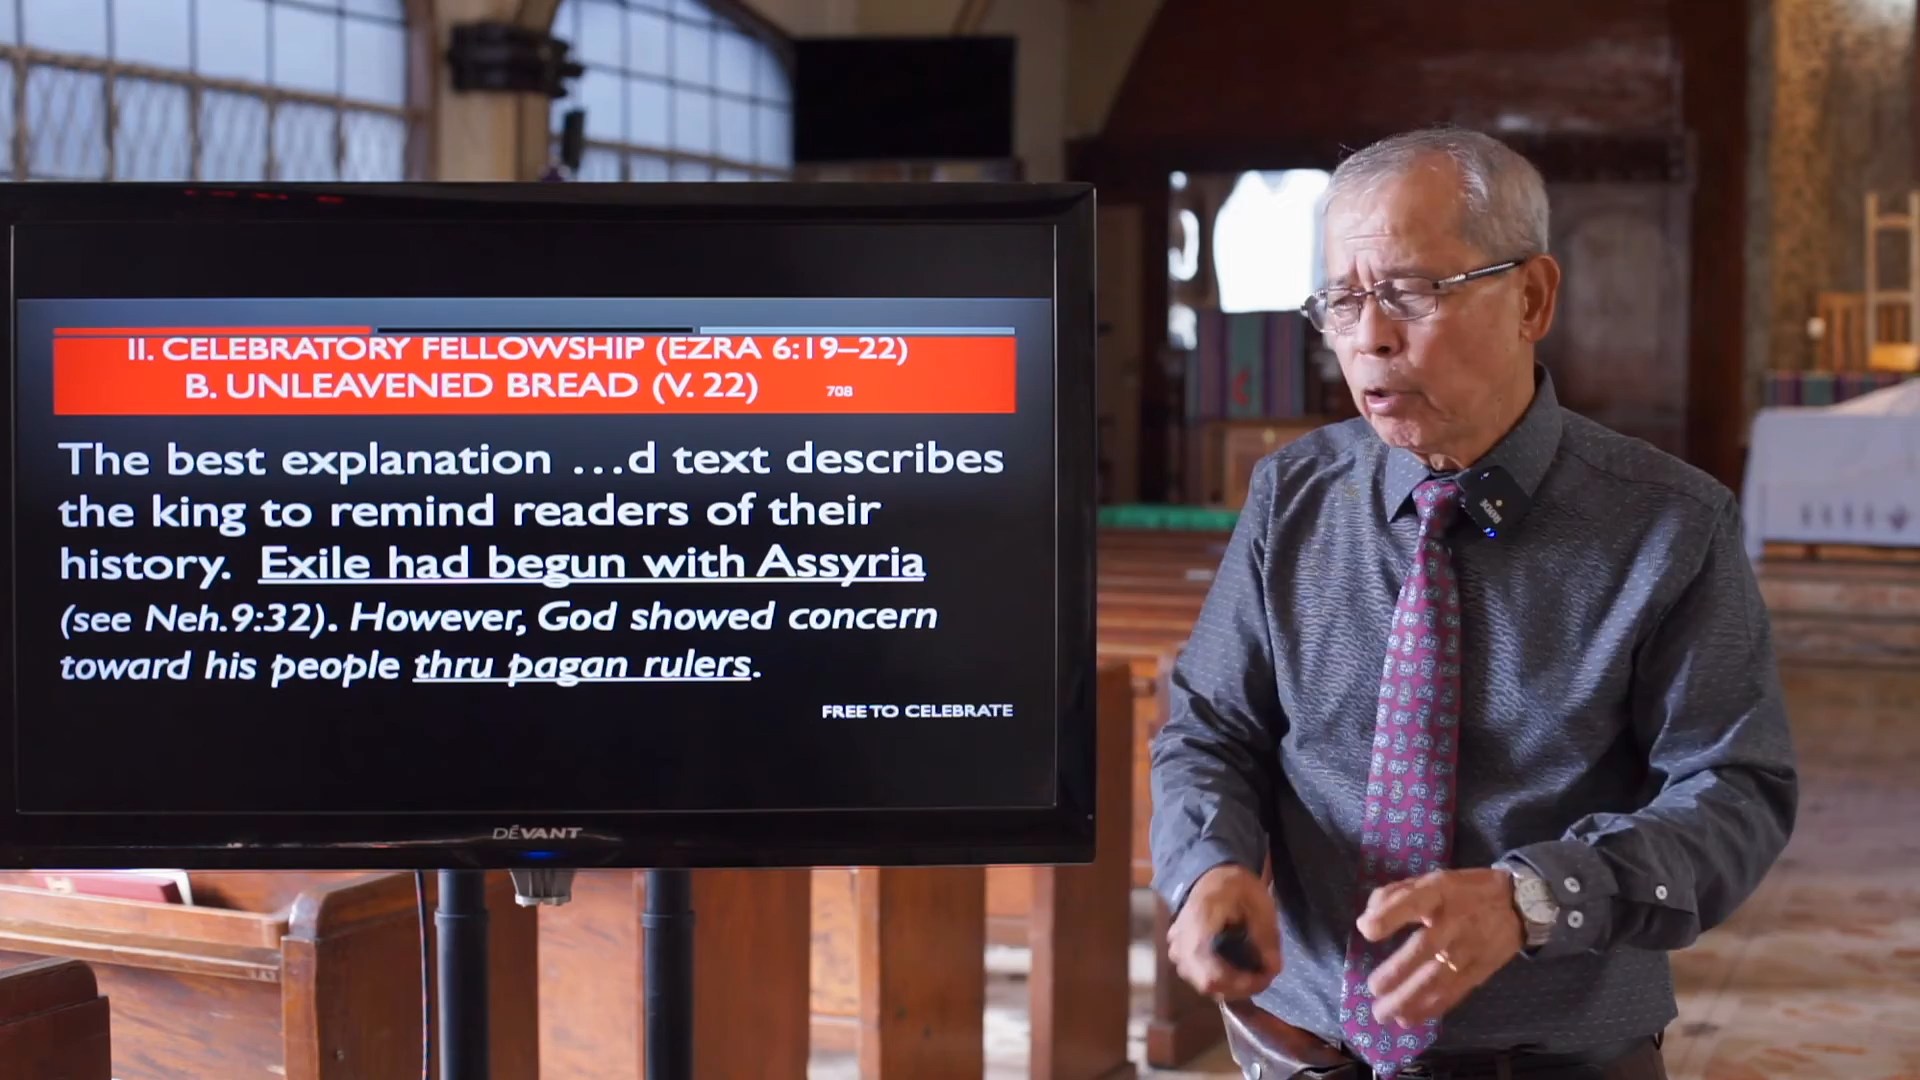 II. CELEBRATORY FELLOWSHIP (EZRA 6:19–22)
B. UNLEAVENED BREAD (V. 22) 708
The best explanation ...d text describes
the king to remind readers of their
history. Exile had begun with Assyria
(see Neh.9:32). However, God showed concern
toward his people thru pagan rulers.
FREE TO CELEBRATE
DEVANT
RODE